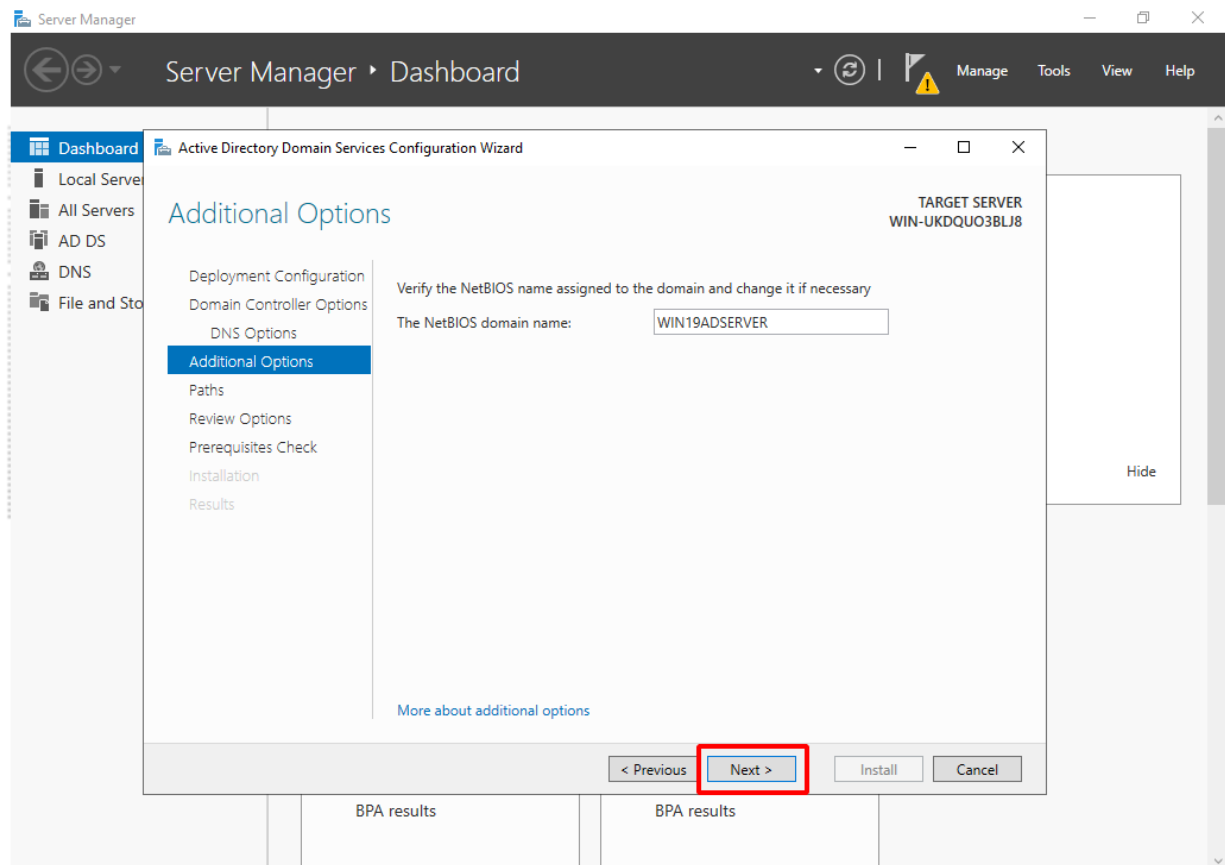 Server Manager
Server Manager ‣ Dashboard
Manage Tools View Help
Dashboard
Local Server
All Servers
AD DS
DNS
File and Sto
Active Directory Domain Services Configuration Wizard
Additional Options
TARGET SERVER
WIN-UKDQUO3BLJ8
Deployment Configuration
Domain Controller Options
DNS Options
Additional Options
Paths
Review Options
Prerequisites Check
Installation
Results
Verify the NetBIOS name assigned to the domain and change it if necessary
The NetBIOS domain name: WIN19ADSERVER
More about additional options
< Previous Next > Install Cancel
Hide
BPA results BPA results